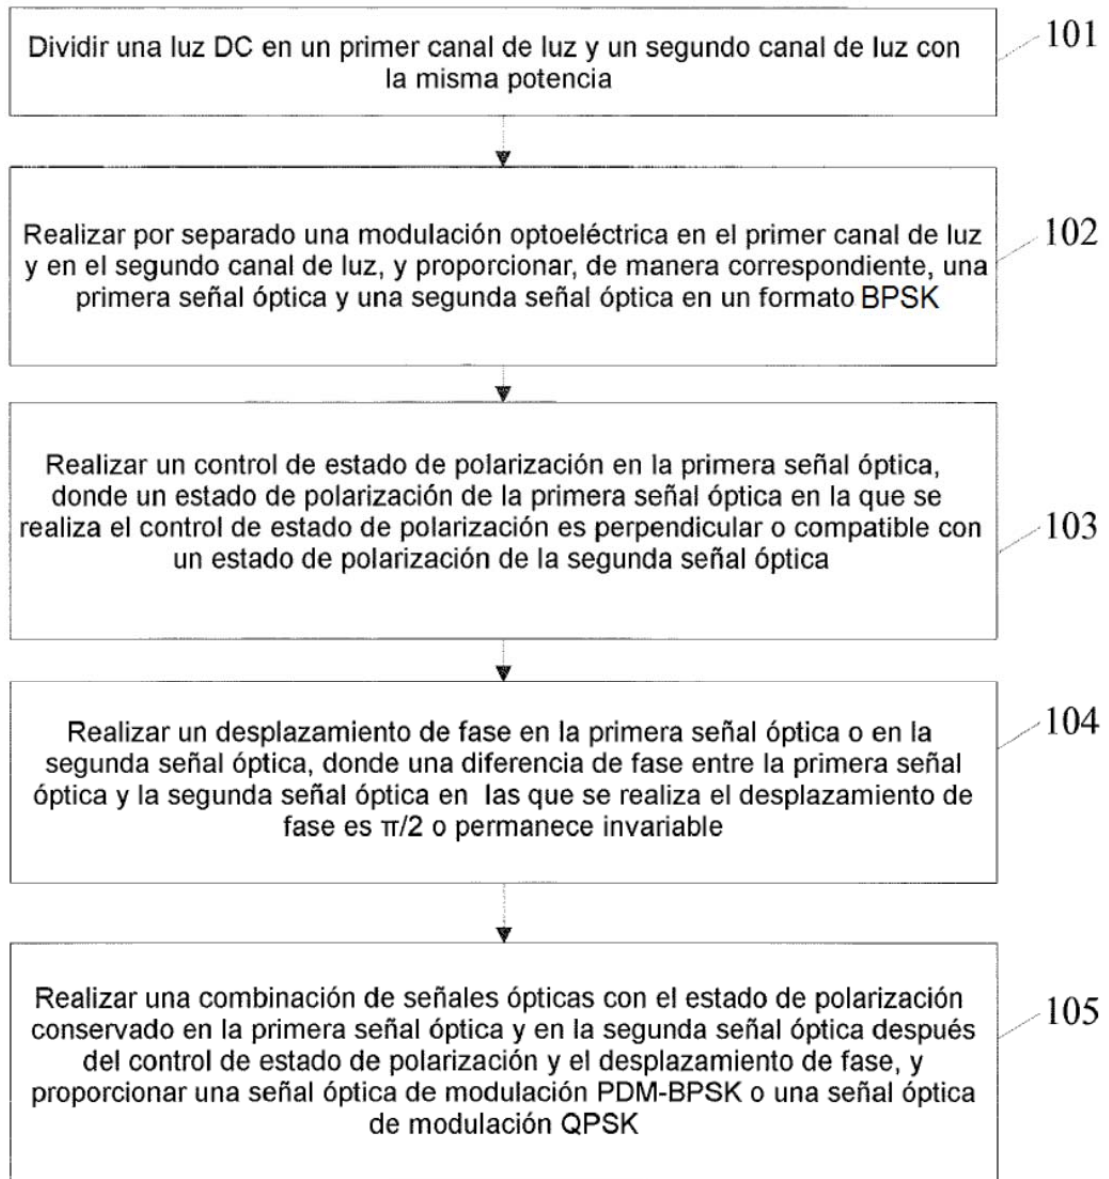 Dividir una luz DC en un primer canal de luz y un segundo canal de luz con
la misma potencia
101
Realizar por separado una modulación optoeléctrica en el primer canal de luz
y en el segundo canal de luz, y proporcionar, de manera correspondiente, una
primera señal óptica y una segunda señal óptica en un formato BPSK
102
Realizar un control de estado de polarización en la primera señal óptica,
donde un estado de polarización de la primera señal óptica en la que se
realiza el control de estado de polarización es perpendicular o compatible con
un estado de polarización de la segunda señal óptica
103
Realizar un desplazamiento de fase en la primera señal óptica o en la
segunda señal óptica, donde una diferencia de fase entre la primera señal
óptica y la segunda señal óptica en las que se realiza el desplazamiento de
fase es π/2 o permanece invariable
104
Realizar una combinación de señales ópticas con el estado de polarización
conservado en la primera señal óptica y en la segunda señal óptica después
del control de estado de polarización y el desplazamiento de fase, y
proporcionar una señal óptica de modulación PDM-BPSK o una señal óptica
de modulación QPSK
105